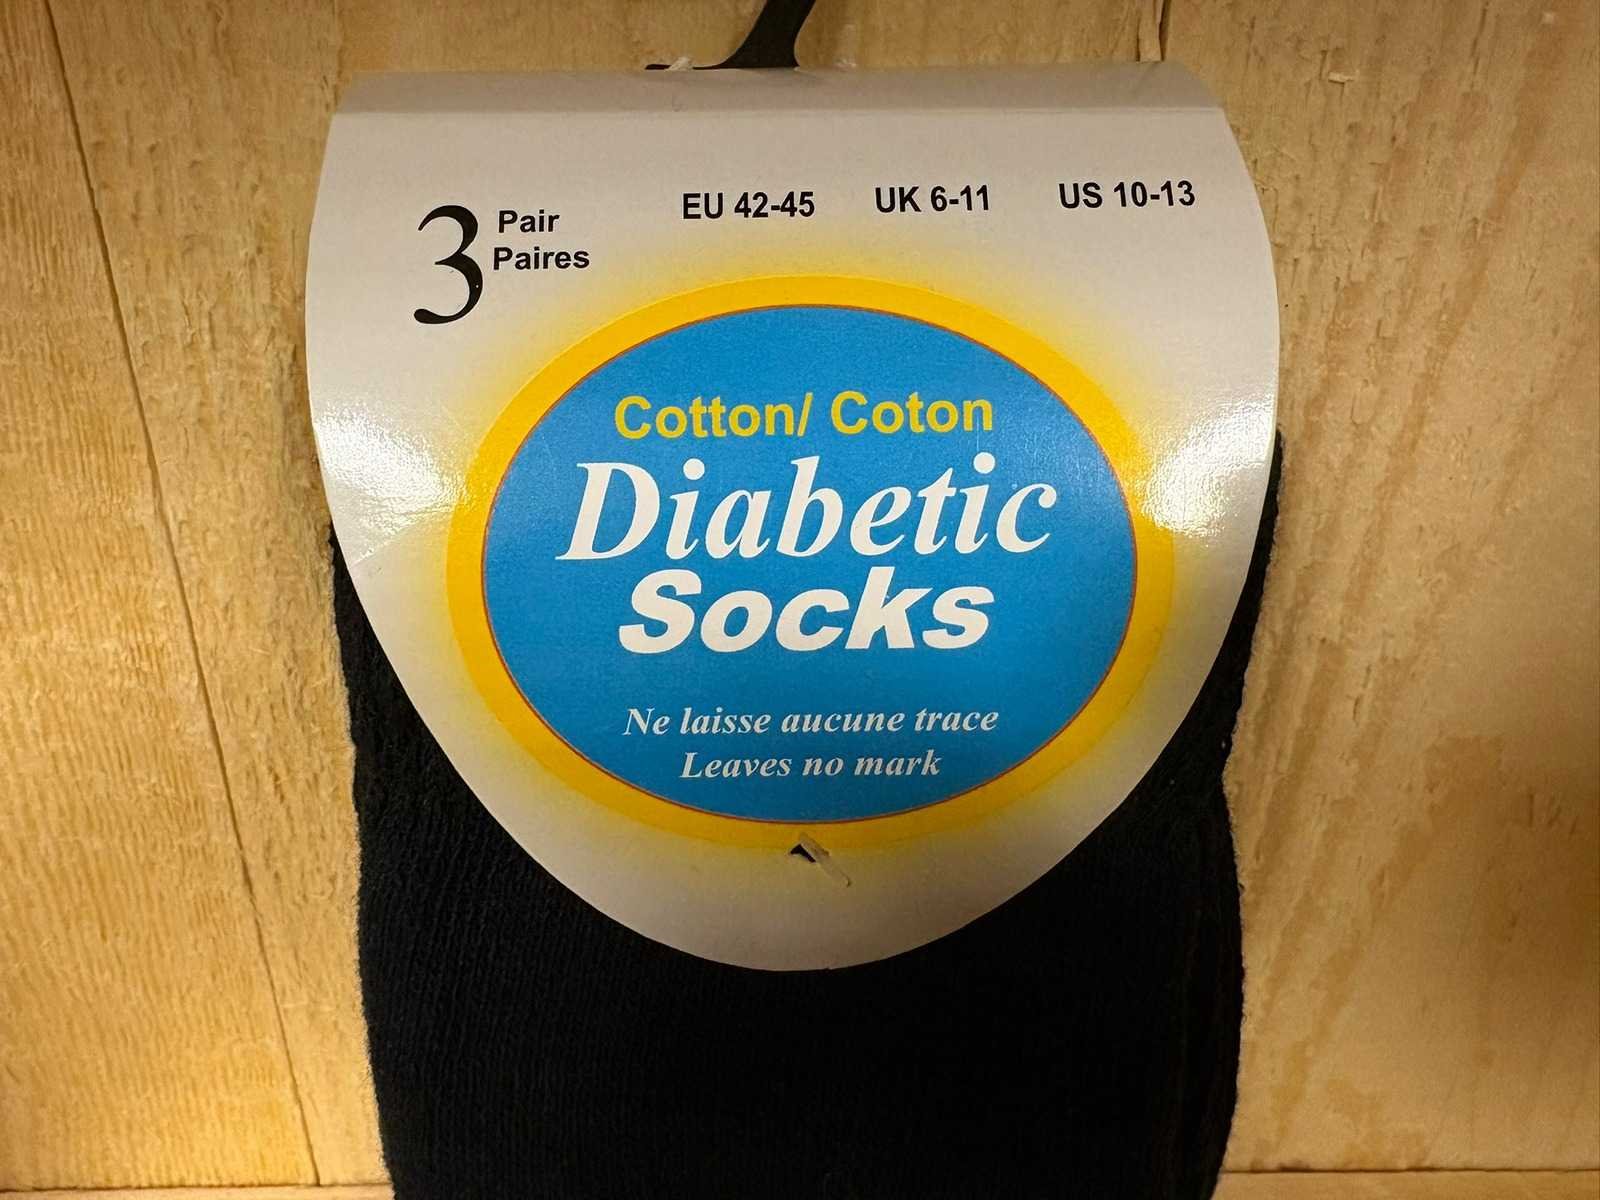 3 Pair
Paires
EU 42-45 UK 6-11 US 10-13
Cotton/ Coton
Diabetic
Socks
Ne laisse aucune trace
Leaves no mark